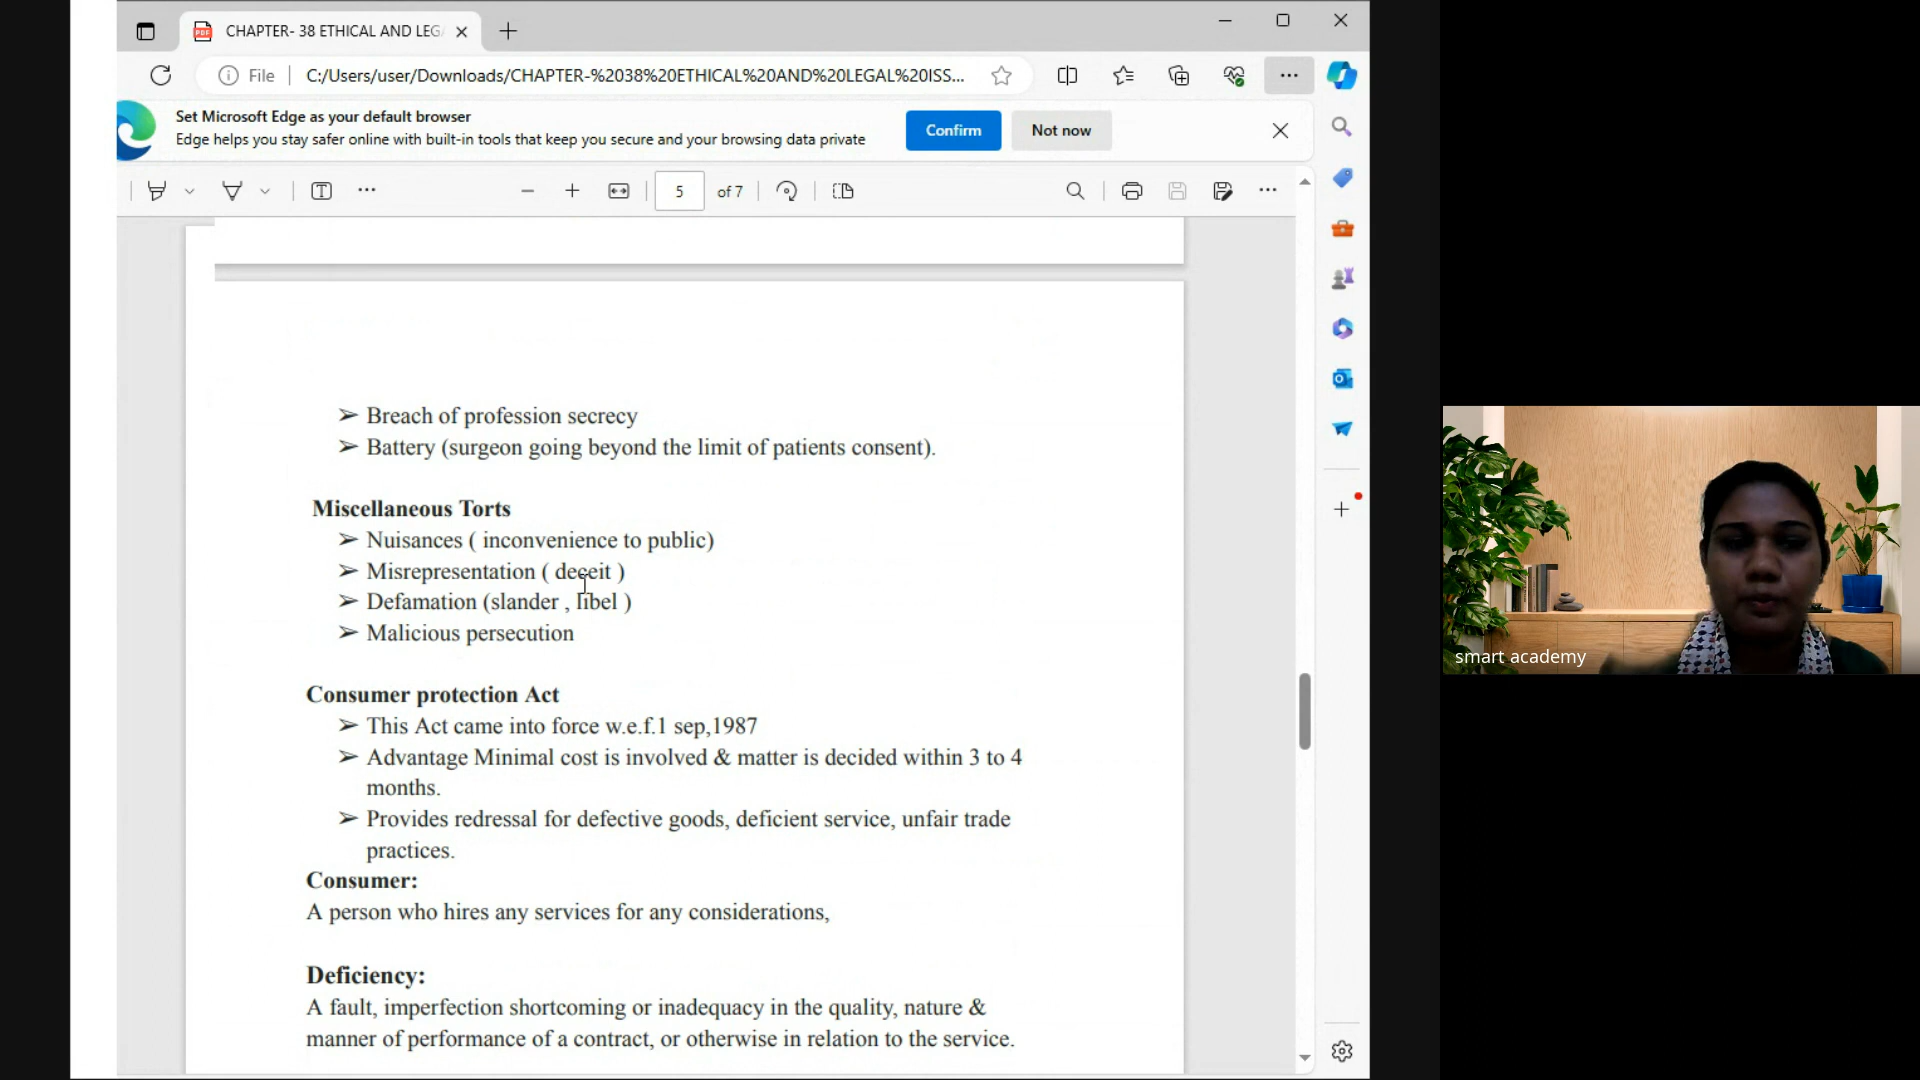 CHAPTER- 38 ETHICAL AND LEG
File
C:/Users/user/Downloads/CHAPTER-%2038%20ETHICAL%20AND%20LEGAL%20ISS...
Set Microsoft Edge as your default browser
Edge helps you stay safer online with built-in tools that keep you secure and your browsing data private
Confirm
Not now
5 of 7
➢ Breach of profession secrecy
➢ Battery (surgeon going beyond the limit of patients consent).
Miscellaneous Torts
➢ Nuisances ( inconvenience to public)
➢ Misrepresentation ( deceit )
➢ Defamation (slander , libel )
➢ Malicious persecution
Consumer protection Act
➢ This Act came into force w.e.f.1 sep,1987
➢ Advantage Minimal cost is involved & matter is decided within 3 to 4
months.
➢ Provides redressal for defective goods, deficient service, unfair trade
practices.
Consumer:
A person who hires any services for any considerations,
Deficiency:
A fault, imperfection shortcoming or inadequacy in the quality, nature &
manner of performance of a contract, or otherwise in relation to the service.
smart academy